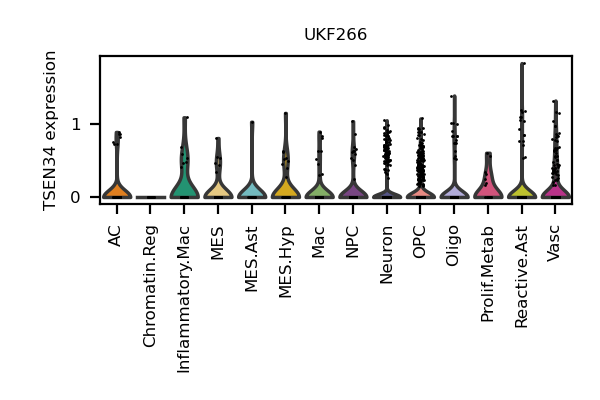 UKF266
TSEN34 expression
1
0
AC
Chromatin.Reg
Inflammatory.Mac
MES
MES.Ast
MES.Hyp
Mac
NPC
Neuron
OPC
Oligo
Prolif.Metab
Reactive.Ast
Vasc